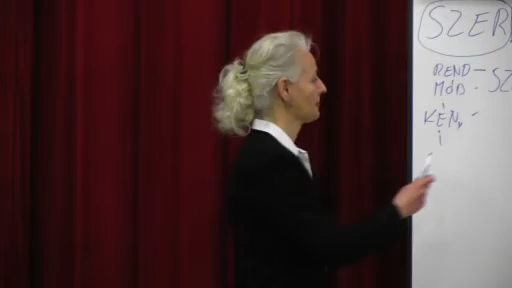 SZER
REND - SZ
MÓD -
KÉN, -